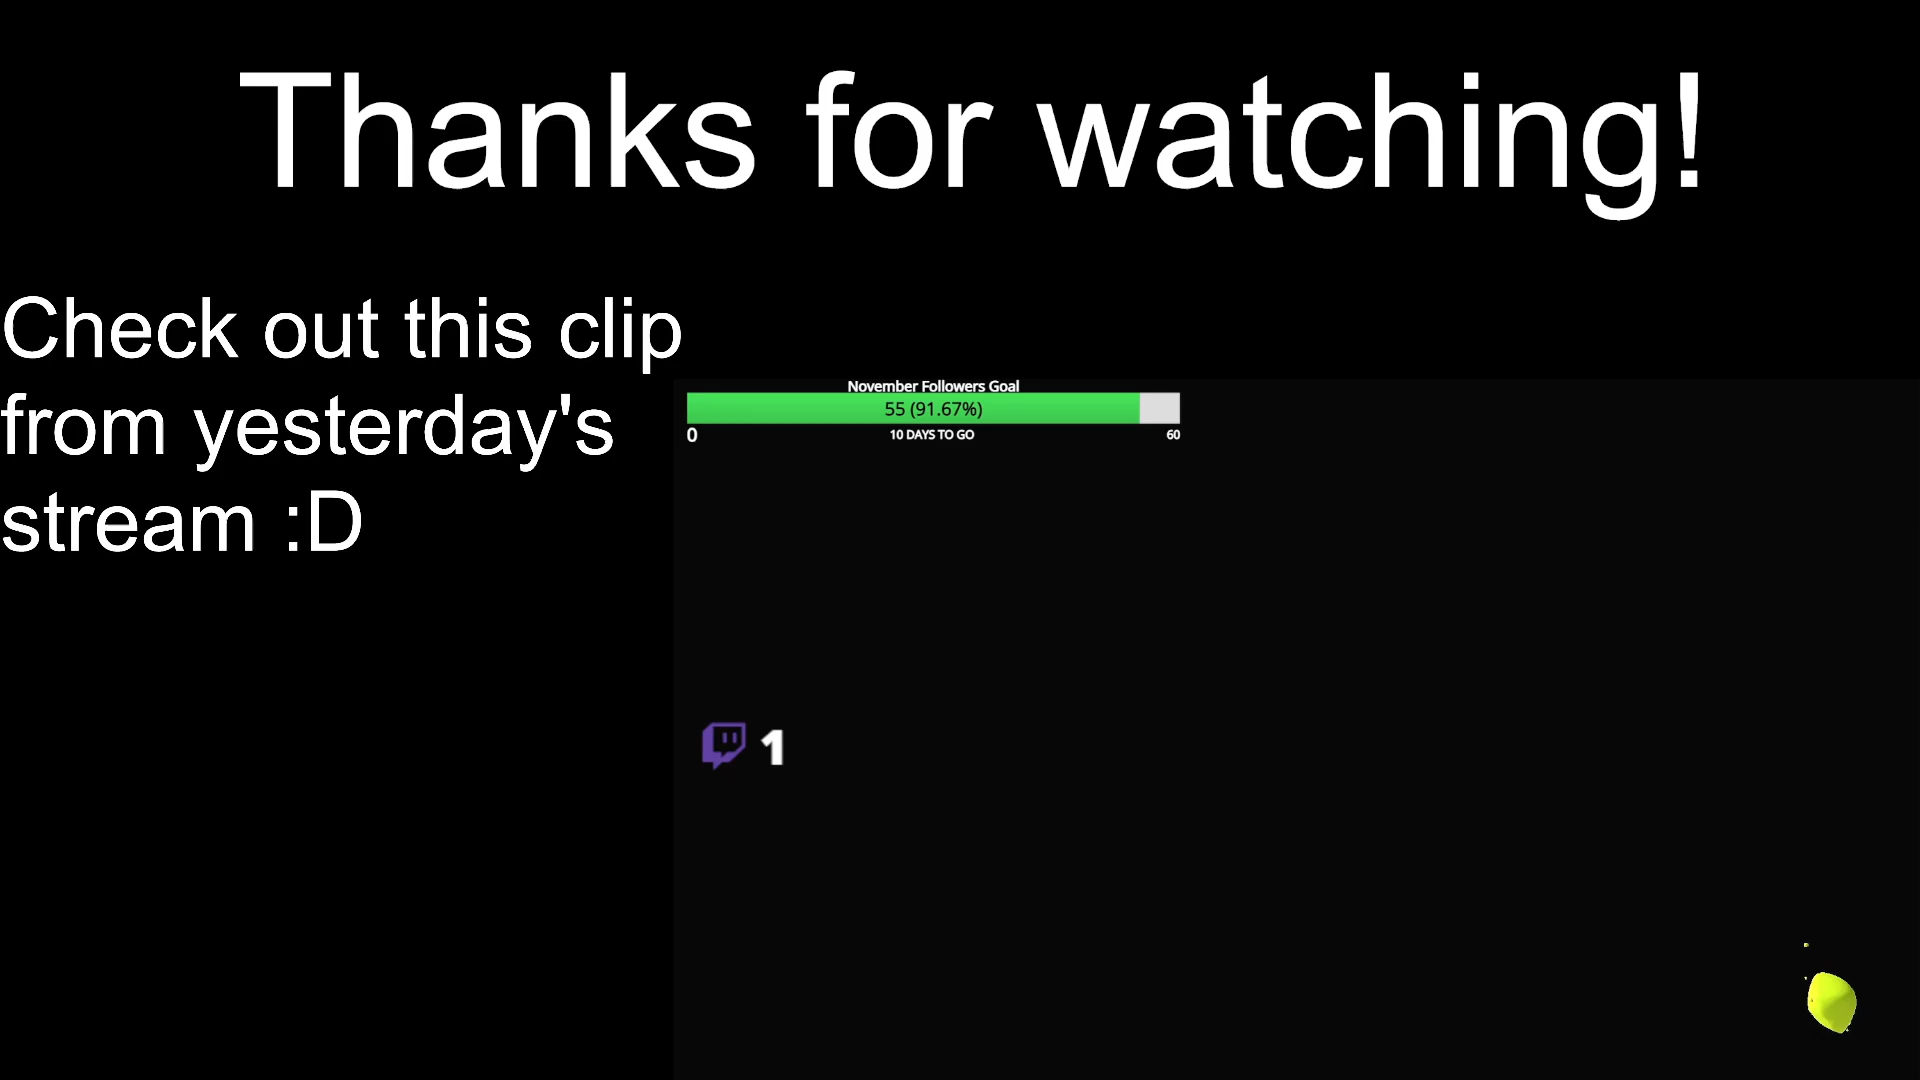 Thanks for watching!
Check out this clip
from yesterday's
stream :D
November Followers Goal
55 (91.67%)
0 10 DAYS TO GO 60
1